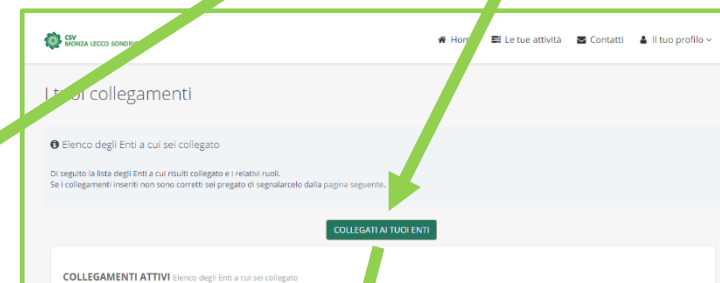 CSV
MONZA LECCO SONDRIO
Home Le tue attività Contatti Il tuo profilo
I tuoi collegamenti
Elenco degli Enti a cui sei collegato
Di seguito la lista degli Enti a cui risulti collegato e i relativi ruoli.
Se i collegamenti inseriti non sono corretti sei pregato di segnalarcelo dalla pagina seguente.
COLLEGATI AI TUOI ENTI
COLLEGAMENTI ATTIVI Elenco degli Enti a cui sei collegato